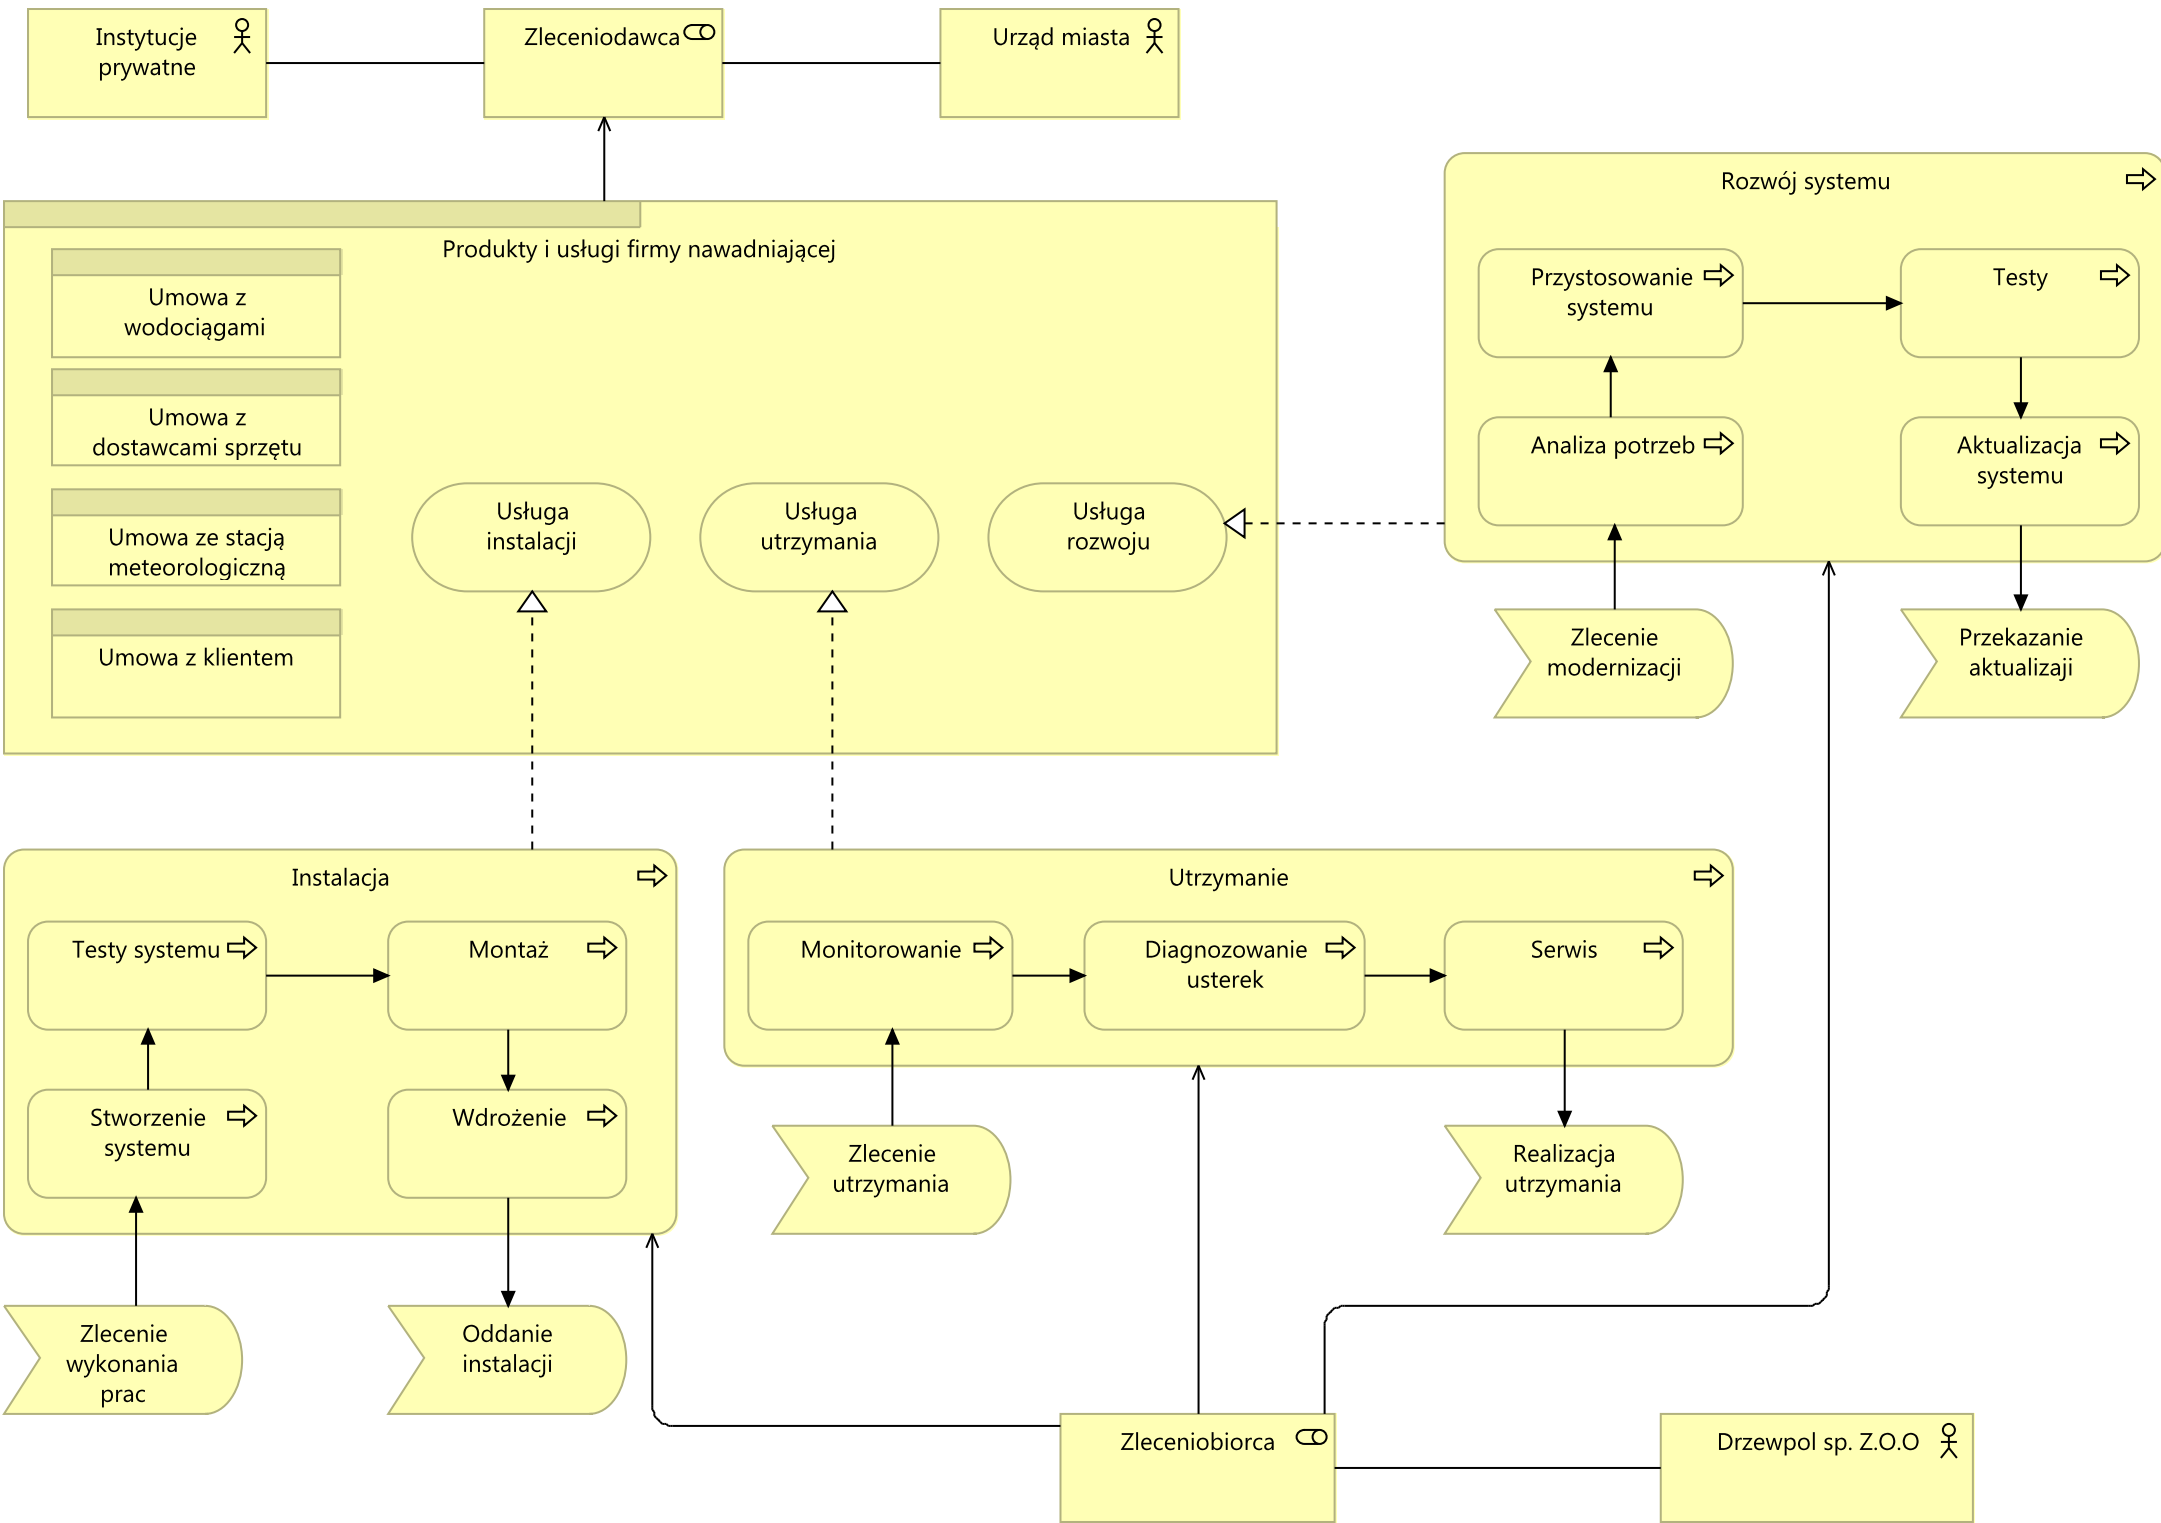 Instytucje
prywatne
Zleceniodawca
Urząd miasta
Rozwój systemu
Produkty i usługi firmy nawadniającej
Umowa z
wodociągami
Przystosowanie
systemu
Testy
Umowa z
dostawcami sprzętu
Analiza potrzeb
Aktualizacja
systemu
Umowa ze stacją
meteorologiczną
Usługa
instalacji
Usługa
utrzymania
Usługa
rozwoju
Umowa z klientem
Zlecenie
modernizacji
Przekazanie
aktualizaji
Instalacja
Utrzymanie
Testy systemu
Montaż
Monitorowanie
Diagnozowanie
usterek
Serwis
Stworzenie
systemu
Wdrożenie
Zlecenie
utrzymania
Realizacja
utrzymania
Zlecenie
wykonania
prac
Oddanie
instalacji
Zleceniobiorca
Drzewpol sp. Z.O.O